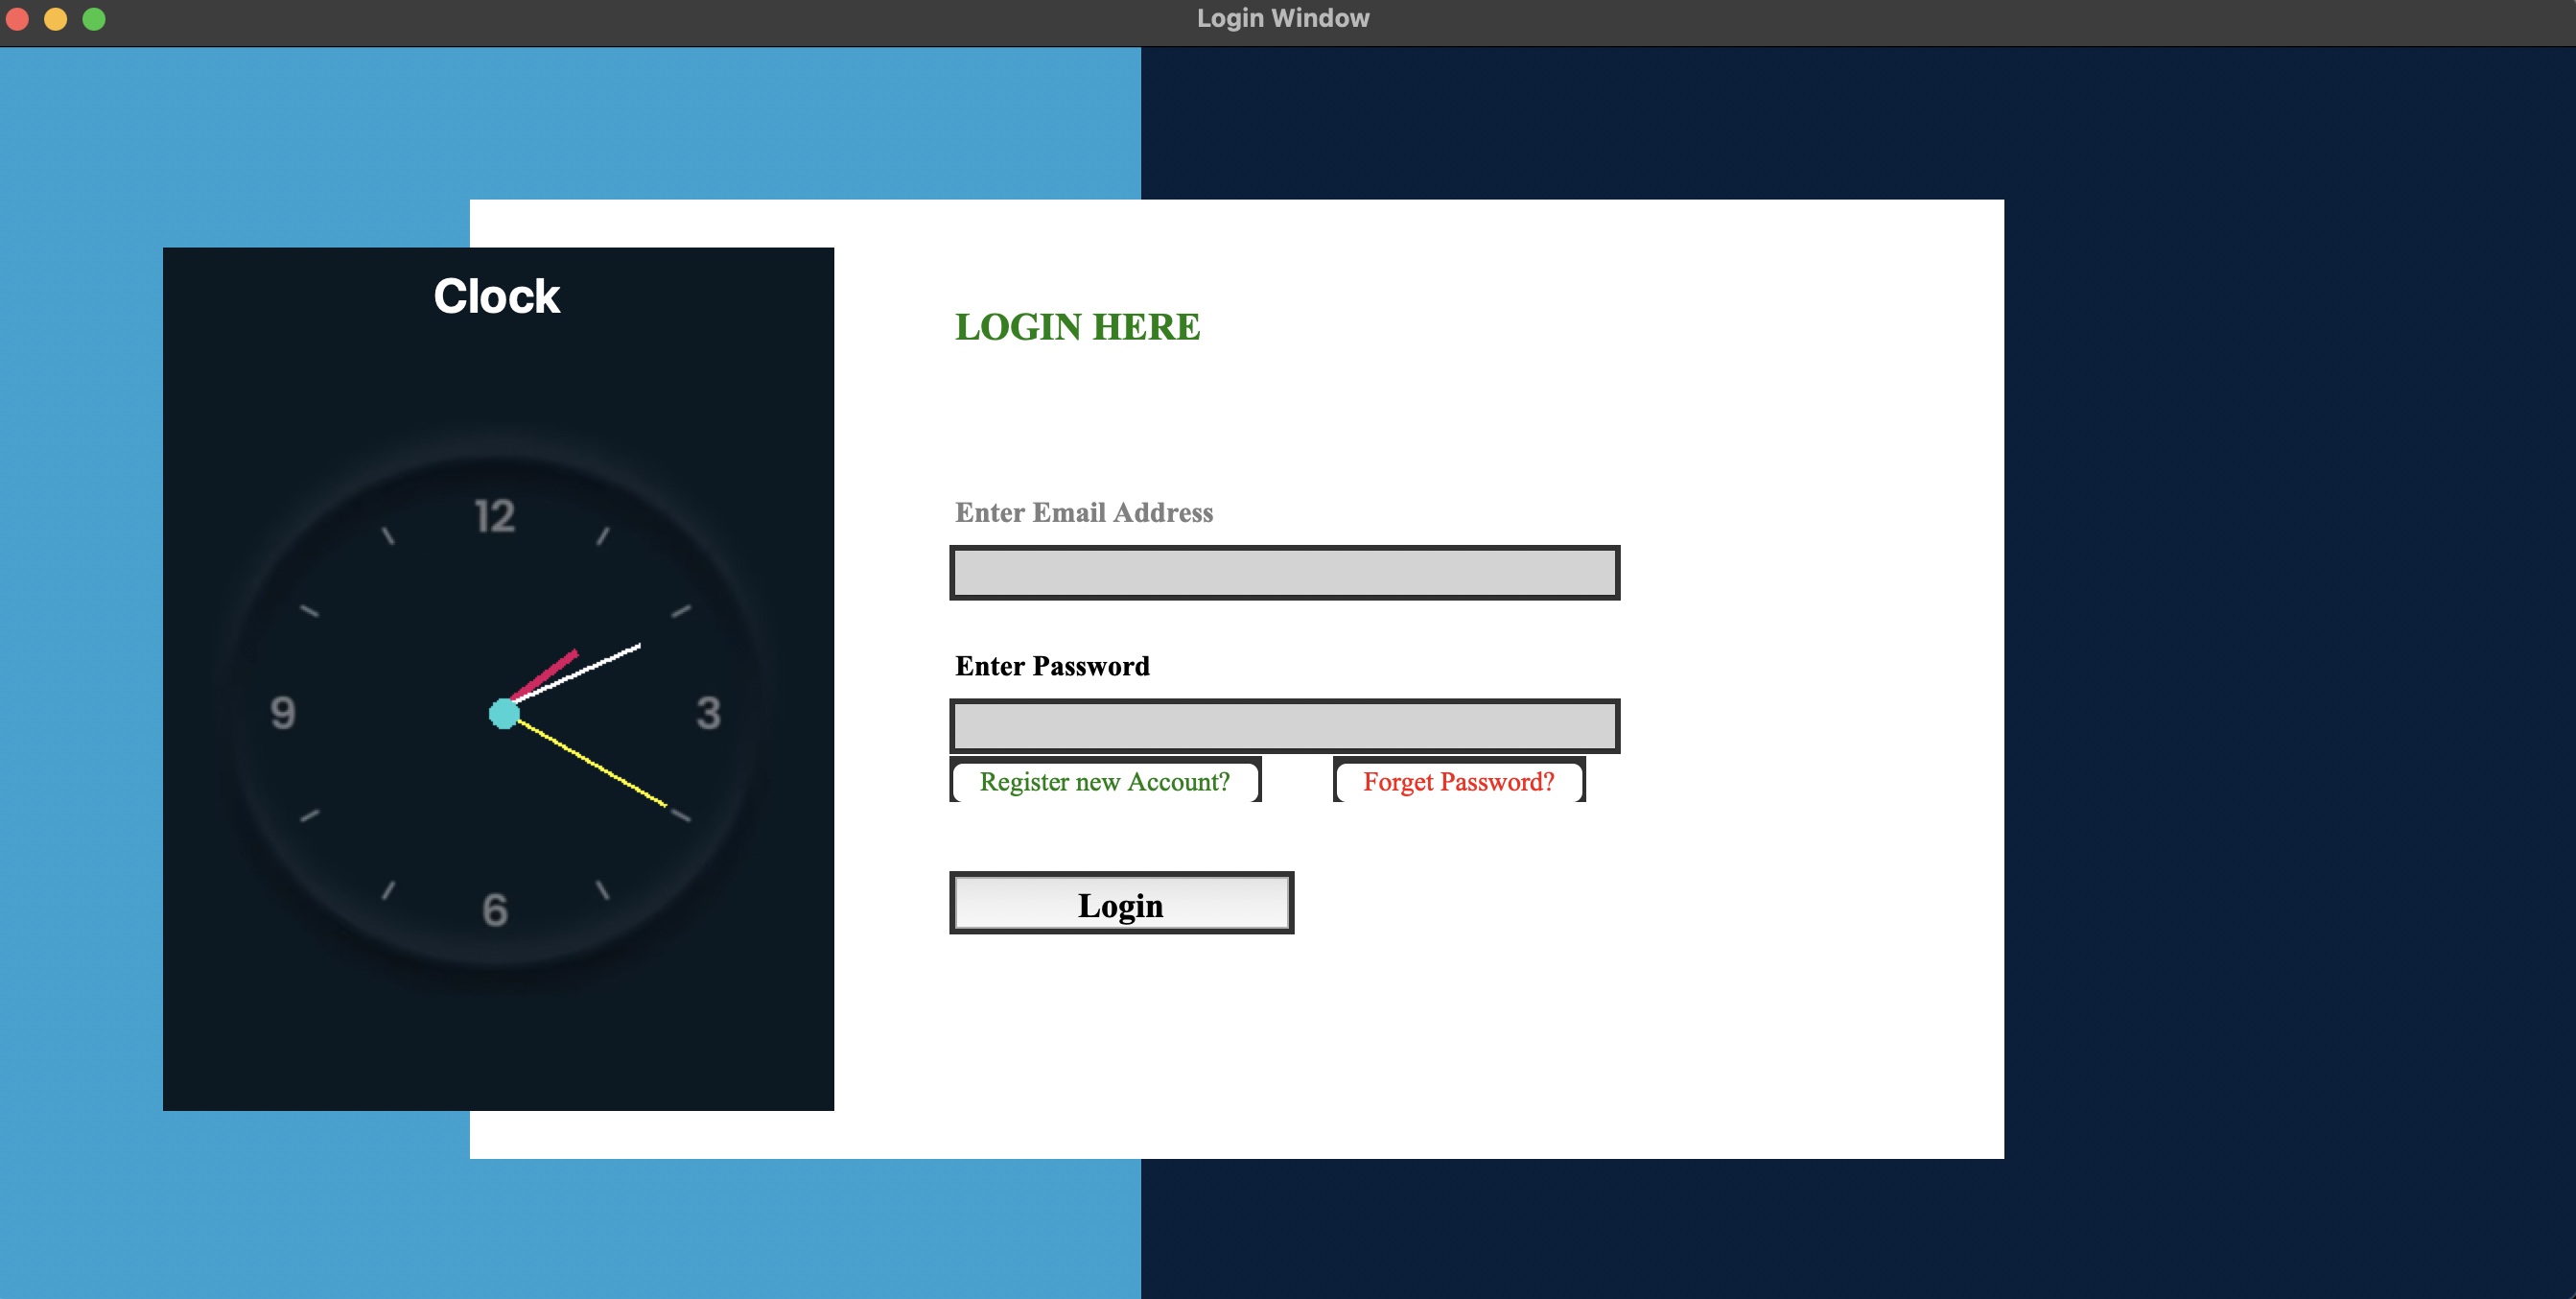 Login Window
Clock
12
9
3
6
LOGIN HERE
Enter Email Address
Enter Password
Register new Account?
Forget Password?
Login